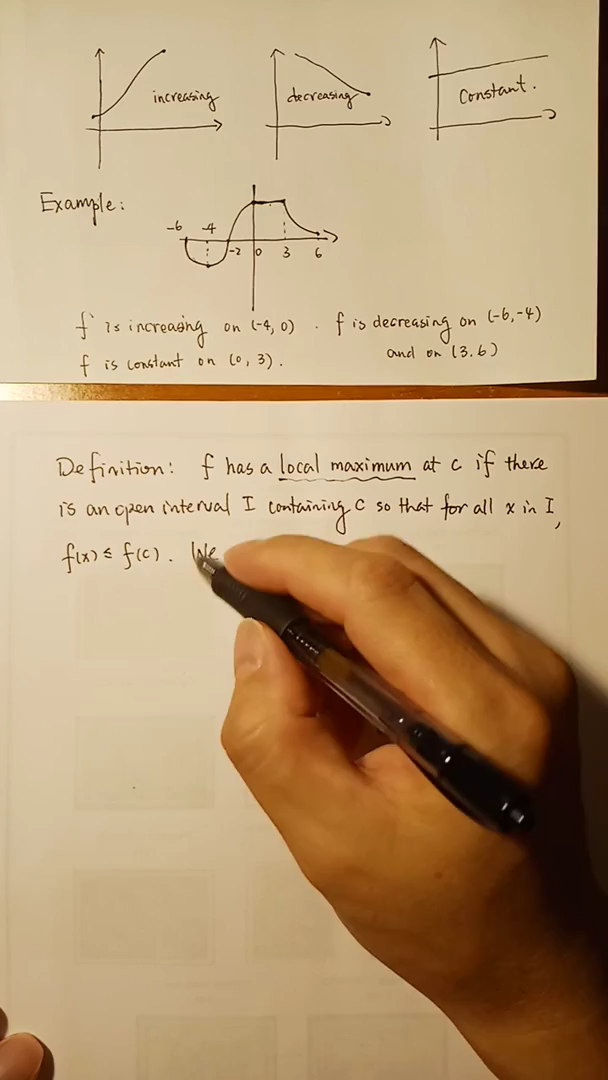 increasing
decreasing
Constant.
Example:
-6 -4 -2 0 3 6
f is increasing on (-4, 0). f is decreasing on (-6,-4)
f is constant on (0, 3). and on (3.6)
Definition: f has a local maximum at c if there
is an open interval I containing c so that for all x in I,
f(x) ≤ f(c). We